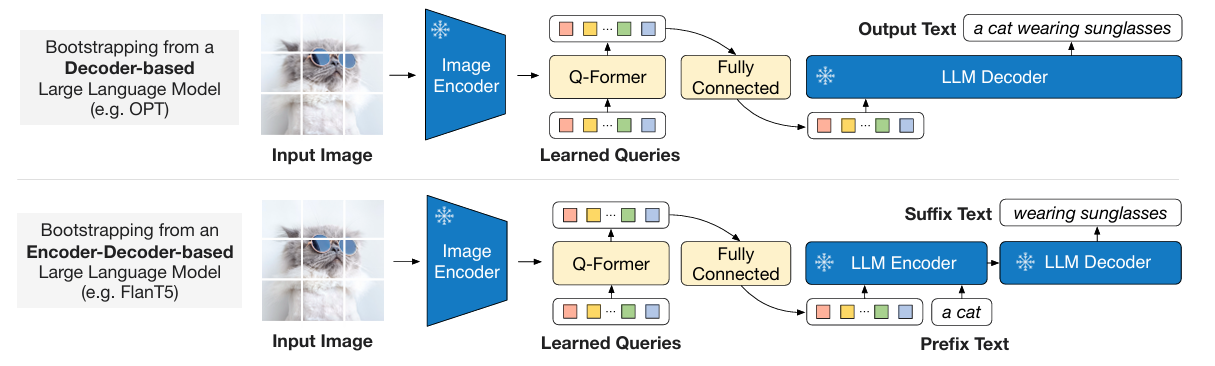 Bootstrapping from a
Decoder-based
Large Language Model
(e.g. OPT)
Input Image
Image
Encoder
...
Q-Former
...
Learned Queries
Fully
Connected
Output Text
a cat wearing sunglasses
LLM Decoder
...
Bootstrapping from an
Encoder-Decoder-based
Large Language Model
(e.g. FlanT5)
Input Image
Image
Encoder
...
Q-Former
...
Learned Queries
Fully
Connected
Suffix Text
wearing sunglasses
LLM Encoder
LLM Decoder
...
a cat
Prefix Text